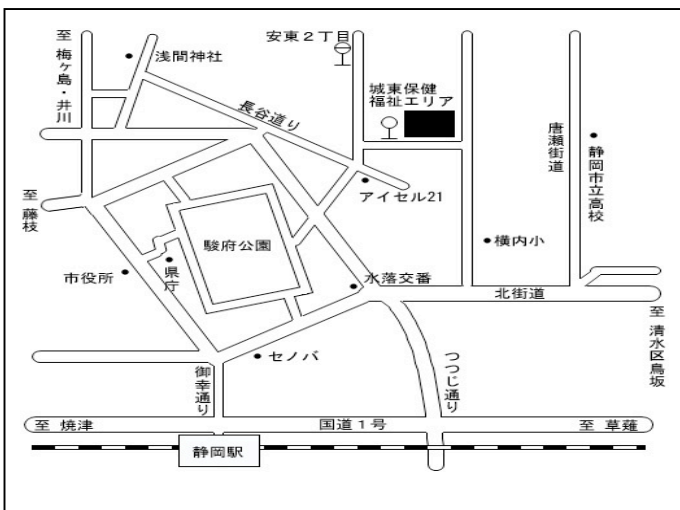 至 梅ヶ島・井川
浅間神社
安東２丁目
城東保健
福祉エリア
長谷通り
唐瀬街道
静岡市立高校
至 藤枝
アイセル21
駿府公園
横内小
市役所
県庁
水落交番
北街道
至 清水区鳥坂
セノバ
御幸通り
つつじ通り
至 焼津
国道１号
至 草薙
静岡駅